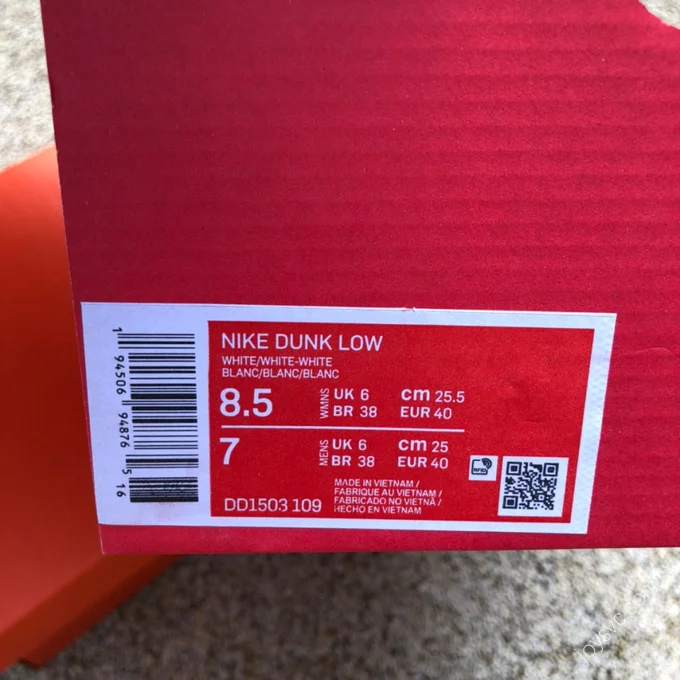 NIKE DUNK LOW
WHITE/WHITE-WHITE
BLANC/BLANC/BLANC
8.5 WMNS UK 6 cm 25.5
BR 38 EUR 40
7 MENS UK 6 cm 25
BR 38 EUR 40
DD1503 109
MADE IN VIETNAM /
FABRIQUE AU VIETNAM /
FABRICADO NO VIETNÃ /
HECHO EN VIETNAM
RFID
1 94506 94876 5 16